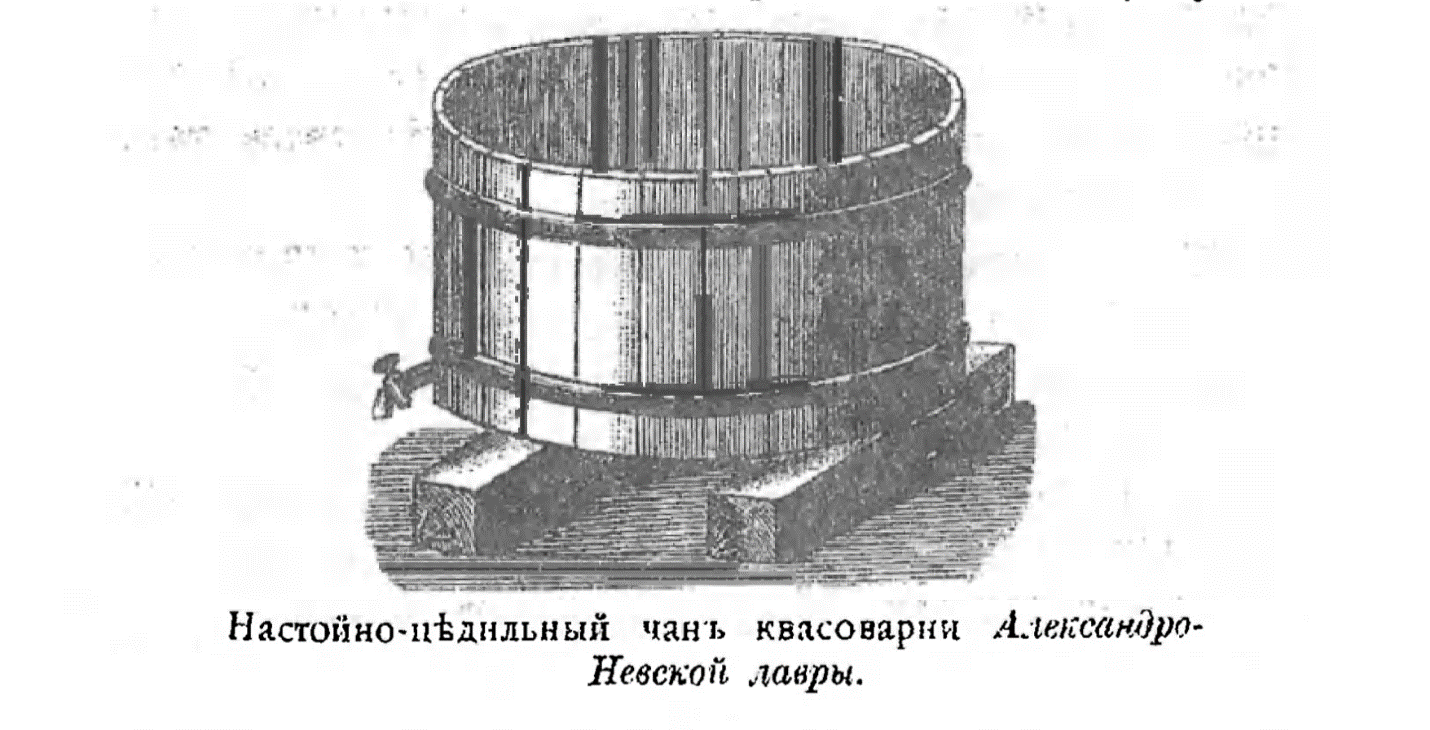 Настойно-цѣдильный чанъ квасоварни Александро-
Невской лавры.